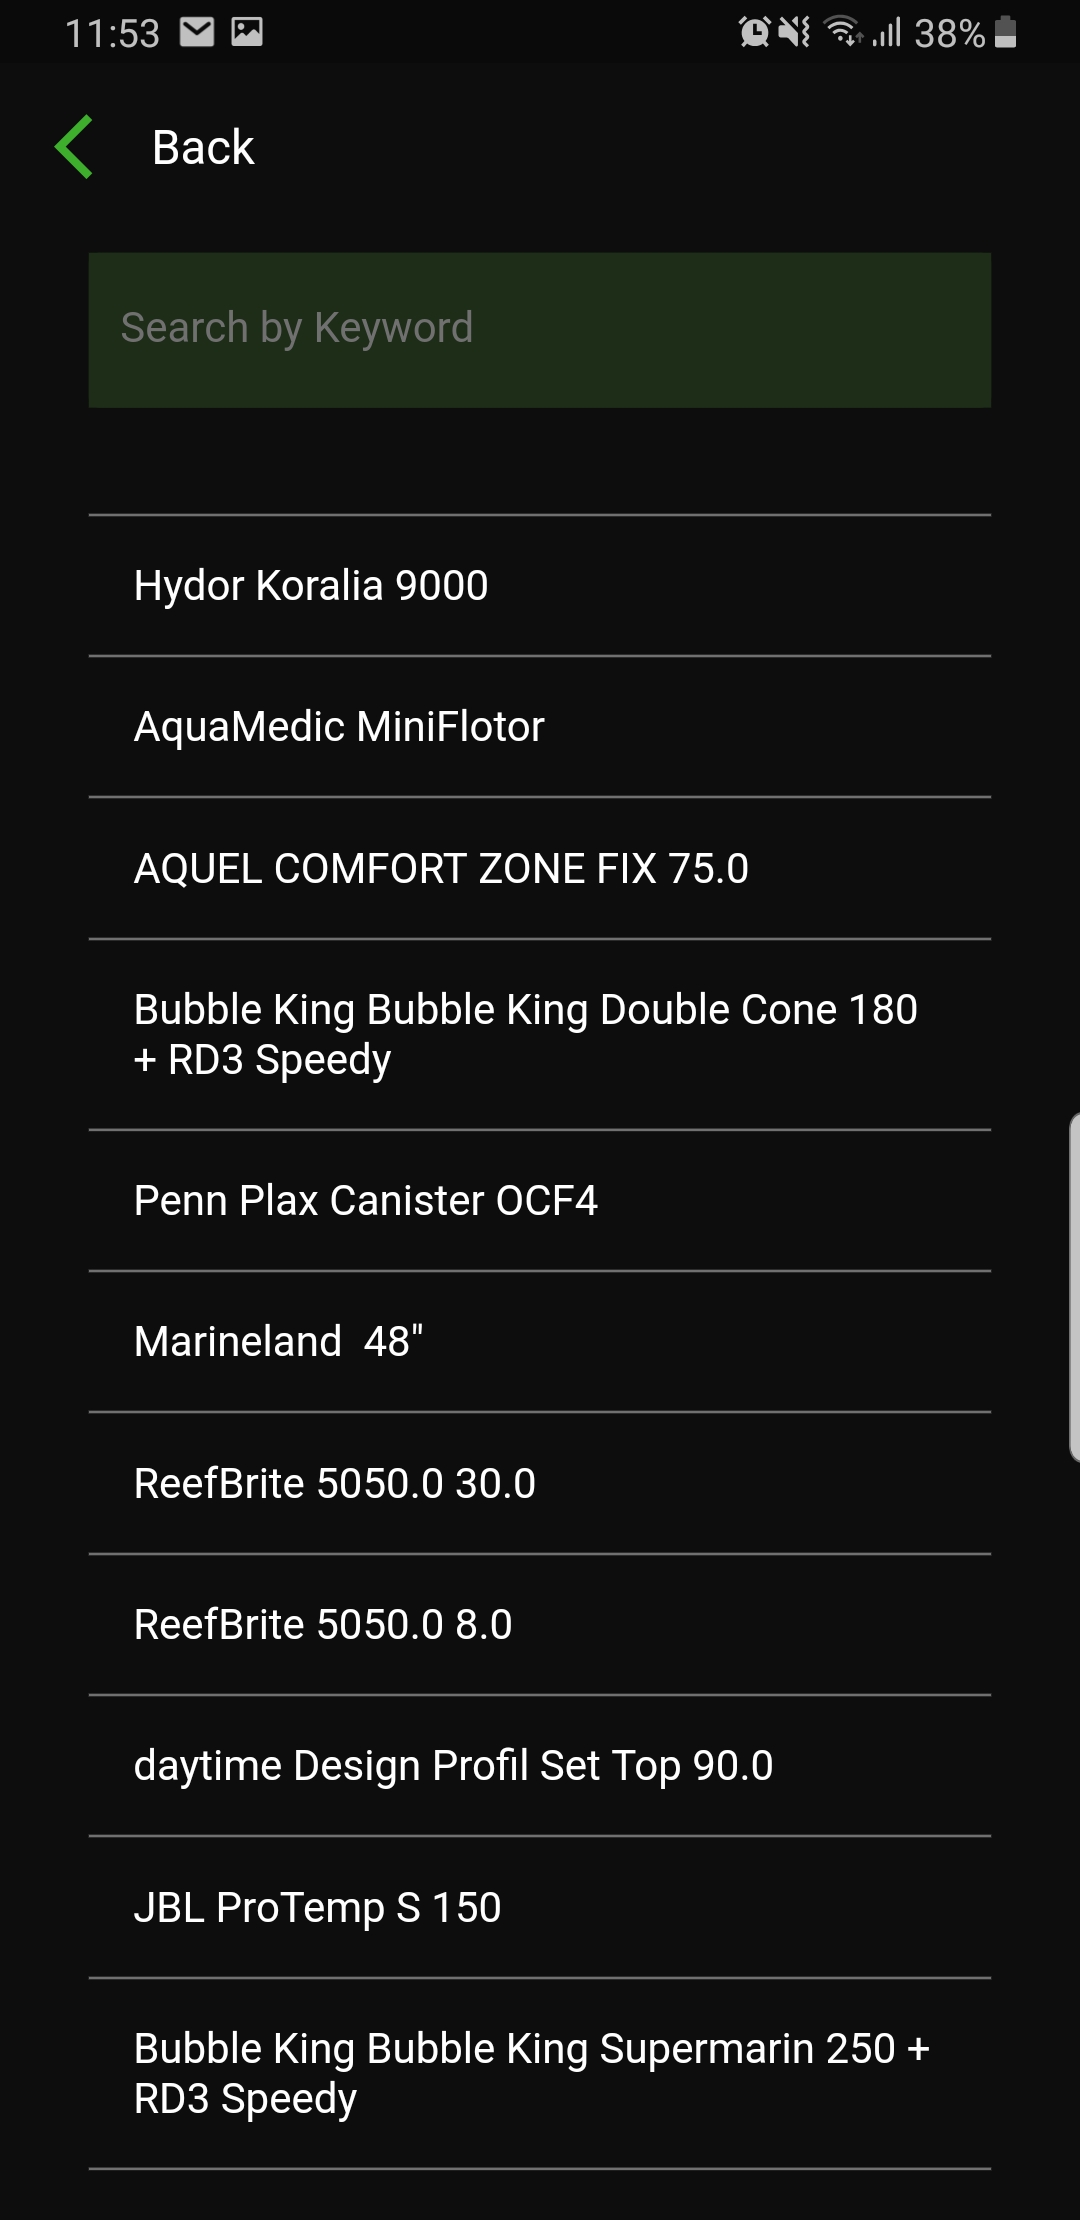 11:53
38%
Back
Search by Keyword
Hydor Koralia 9000
AquaMedic MiniFlotor
AQUEL COMFORT ZONE FIX 75.0
Bubble King Bubble King Double Cone 180
+ RD3 Speedy
Penn Plax Canister OCF4
Marineland  48"
ReefBrite 5050.0 30.0
ReefBrite 5050.0 8.0
daytime Design Profil Set Top 90.0
JBL ProTemp S 150
Bubble King Bubble King Supermarin 250 +
RD3 Speedy